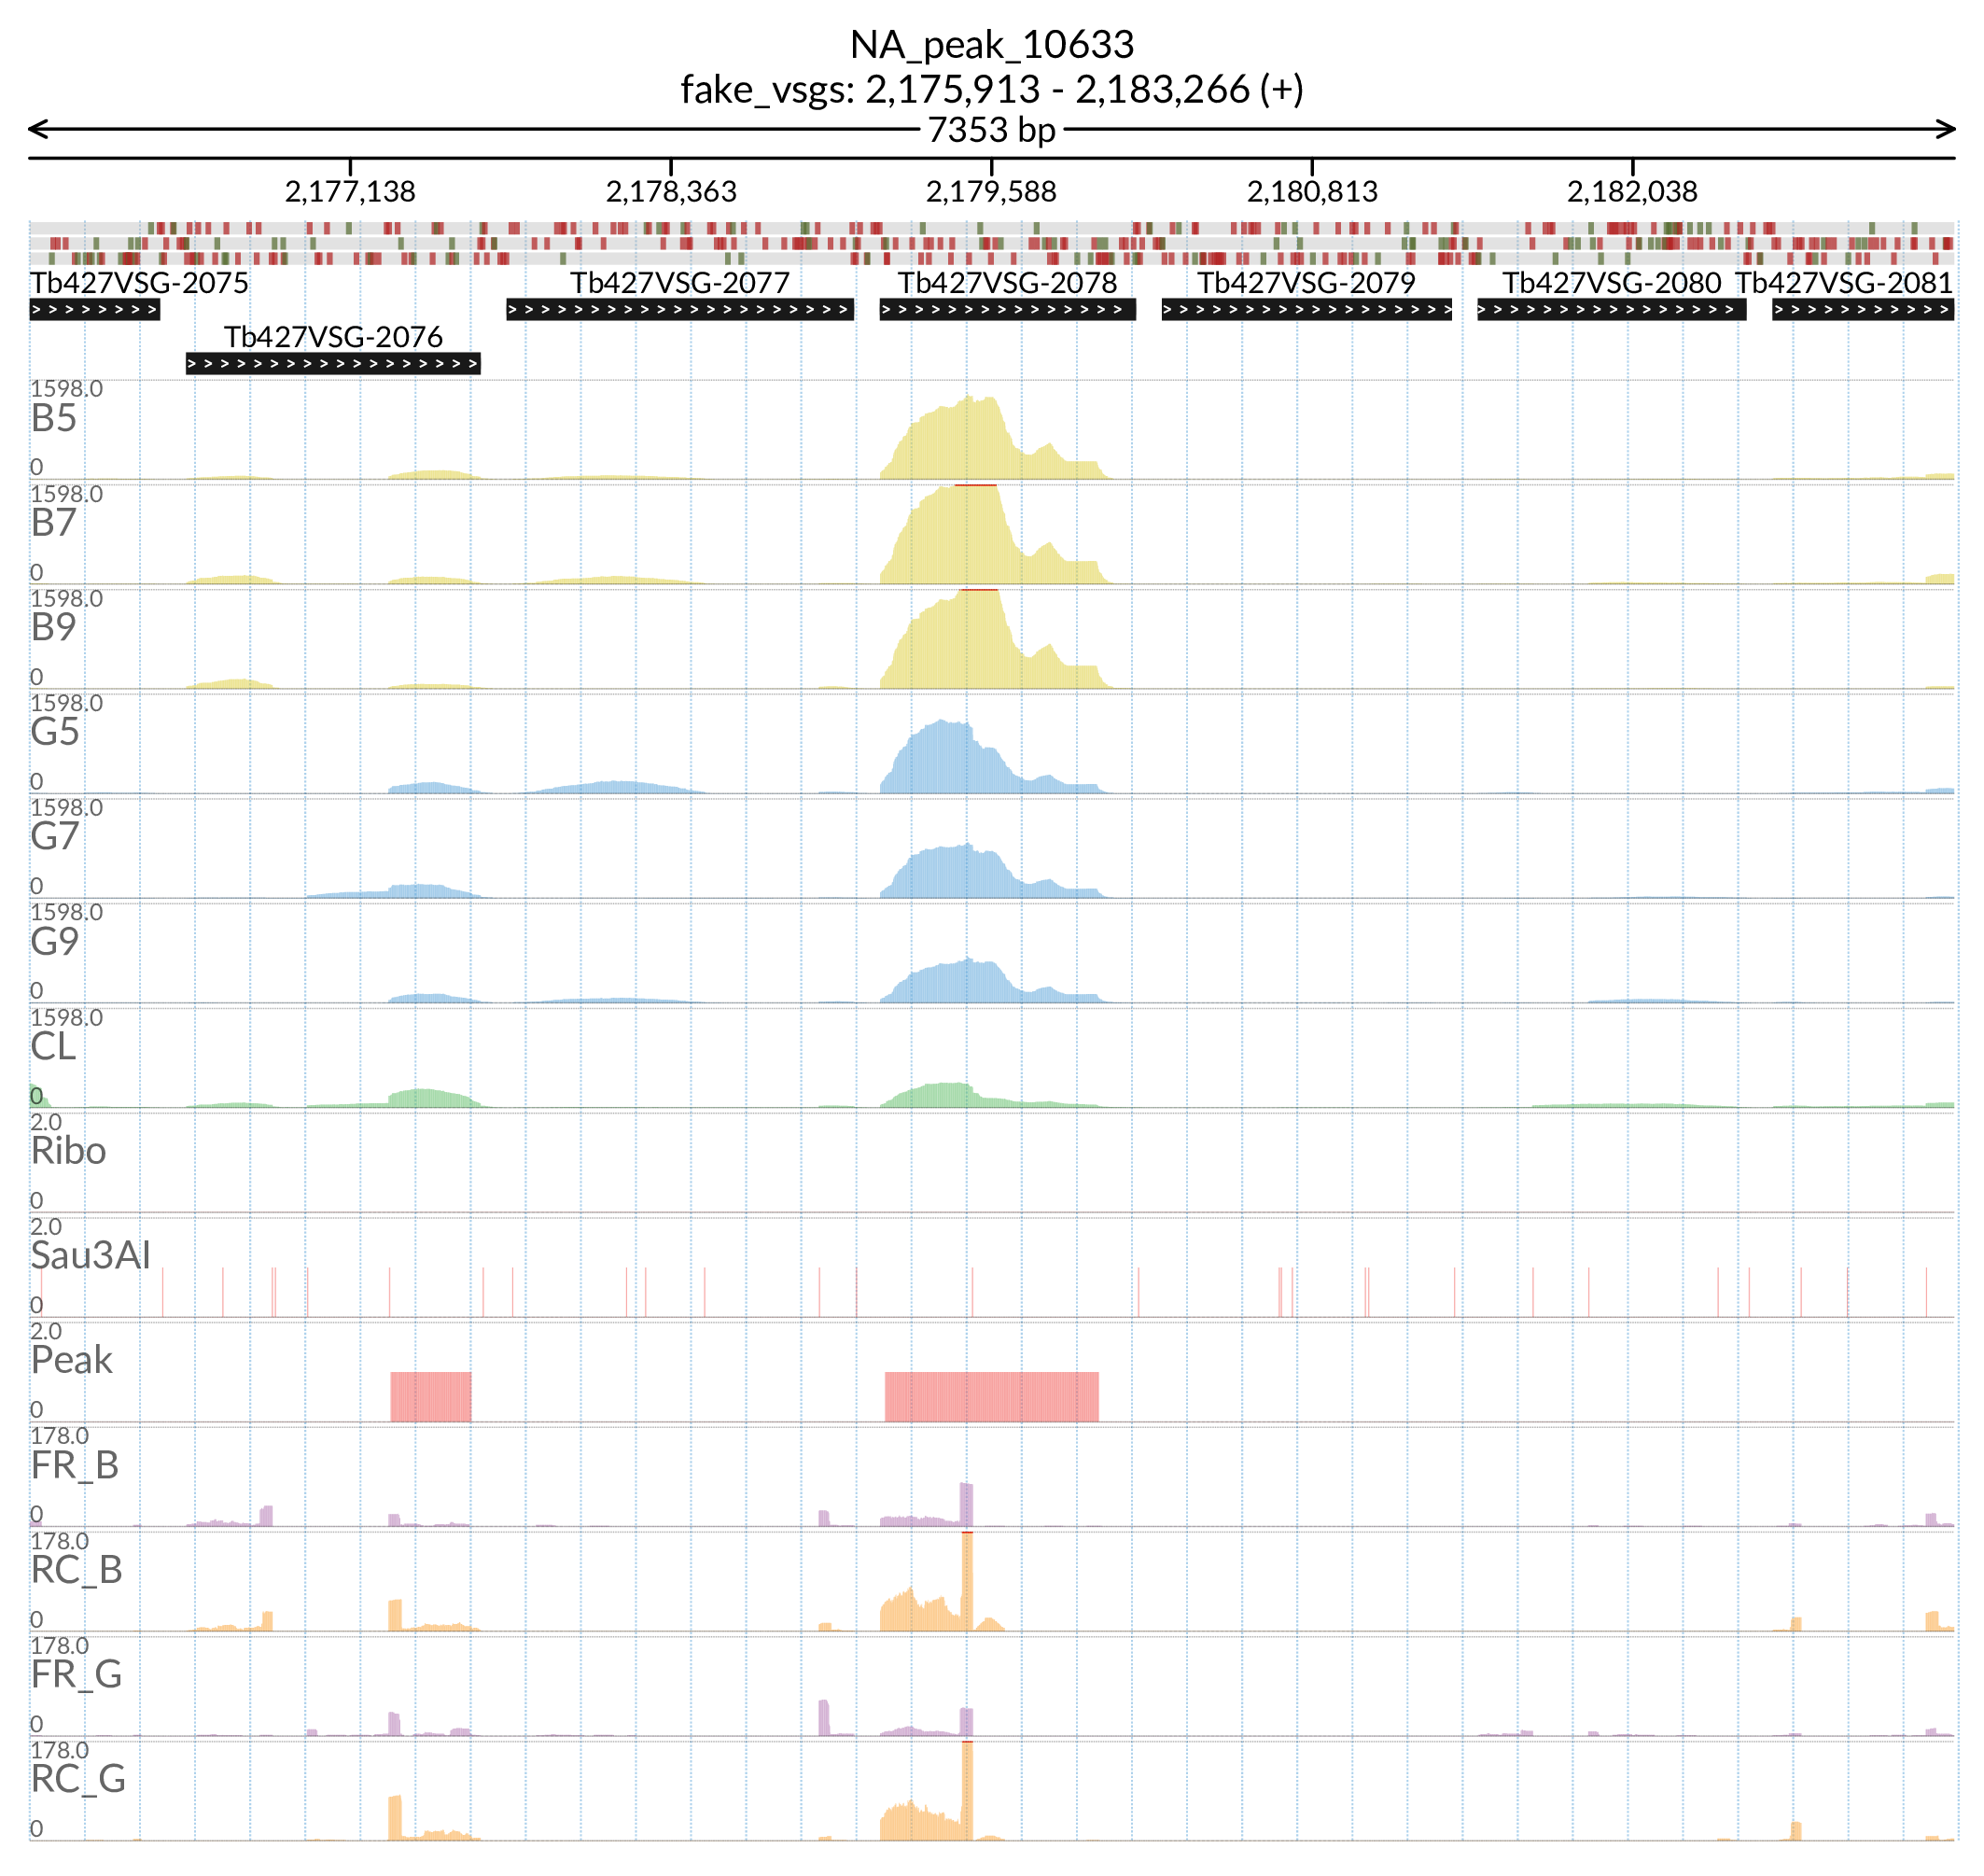 NA_peak_10633
fake_vsgs: 2,175,913 - 2,183,266 (+)
7353 bp
2,177,138 2,178,363 2,179,588 2,180,813 2,182,038
Tb427VSG-2075 Tb427VSG-2077 Tb427VSG-2078 Tb427VSG-2079 Tb427VSG-2080 Tb427VSG-2081
Tb427VSG-2076
1598.0
B5
0
1598.0
B7
0
1598.0
B9
0
1598.0
G5
0
1598.0
G7
0
1598.0
G9
0
1598.0
CL
0
2.0
Ribo
0
2.0
Sau3AI
0
2.0
Peak
0
178.0
FR_B
0
178.0
RC_B
0
178.0
FR_G
0
178.0
RC_G
0